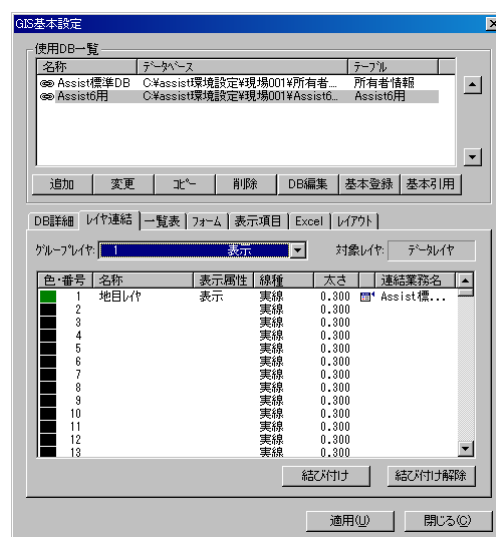 GIS基本設定
使用DB一覧
名称 ﾃﾞｰﾀﾍﾞｰｽ ﾃｰﾌﾞﾙ
Assist標準DB C:¥assist環境設定¥現場001¥所有者... 所有者情報
Assist6用 C:¥assist環境設定¥現場001¥Assist6... Assist6用
追加 変更 ｺﾋﾟｰ 削除 DB編集 基本登録 基本引用
DB詳細 ﾚｲﾔ連結 一覧表 ﾌｫｰﾑ 表示項目 Excel ﾚｲｱｳﾄ
ｸﾞﾙｰﾌﾟﾚｲﾔ: 1 表示 対象ﾚｲﾔ: ﾃﾞｰﾀﾚｲﾔ
色・番号 名称 表示属性 線種 太さ 連結業務名
1 地目ﾚｲﾔ 表示 実線 0.300 Assist標...
2 実線 0.300
3 実線 0.300
4 実線 0.300
5 実線 0.300
6 実線 0.300
7 実線 0.300
8 実線 0.300
9 実線 0.300
10 実線 0.300
11 実線 0.300
12 実線 0.300
13 実線 0.300
結び付け 結び付け解除
適用(U) 閉じる(C)